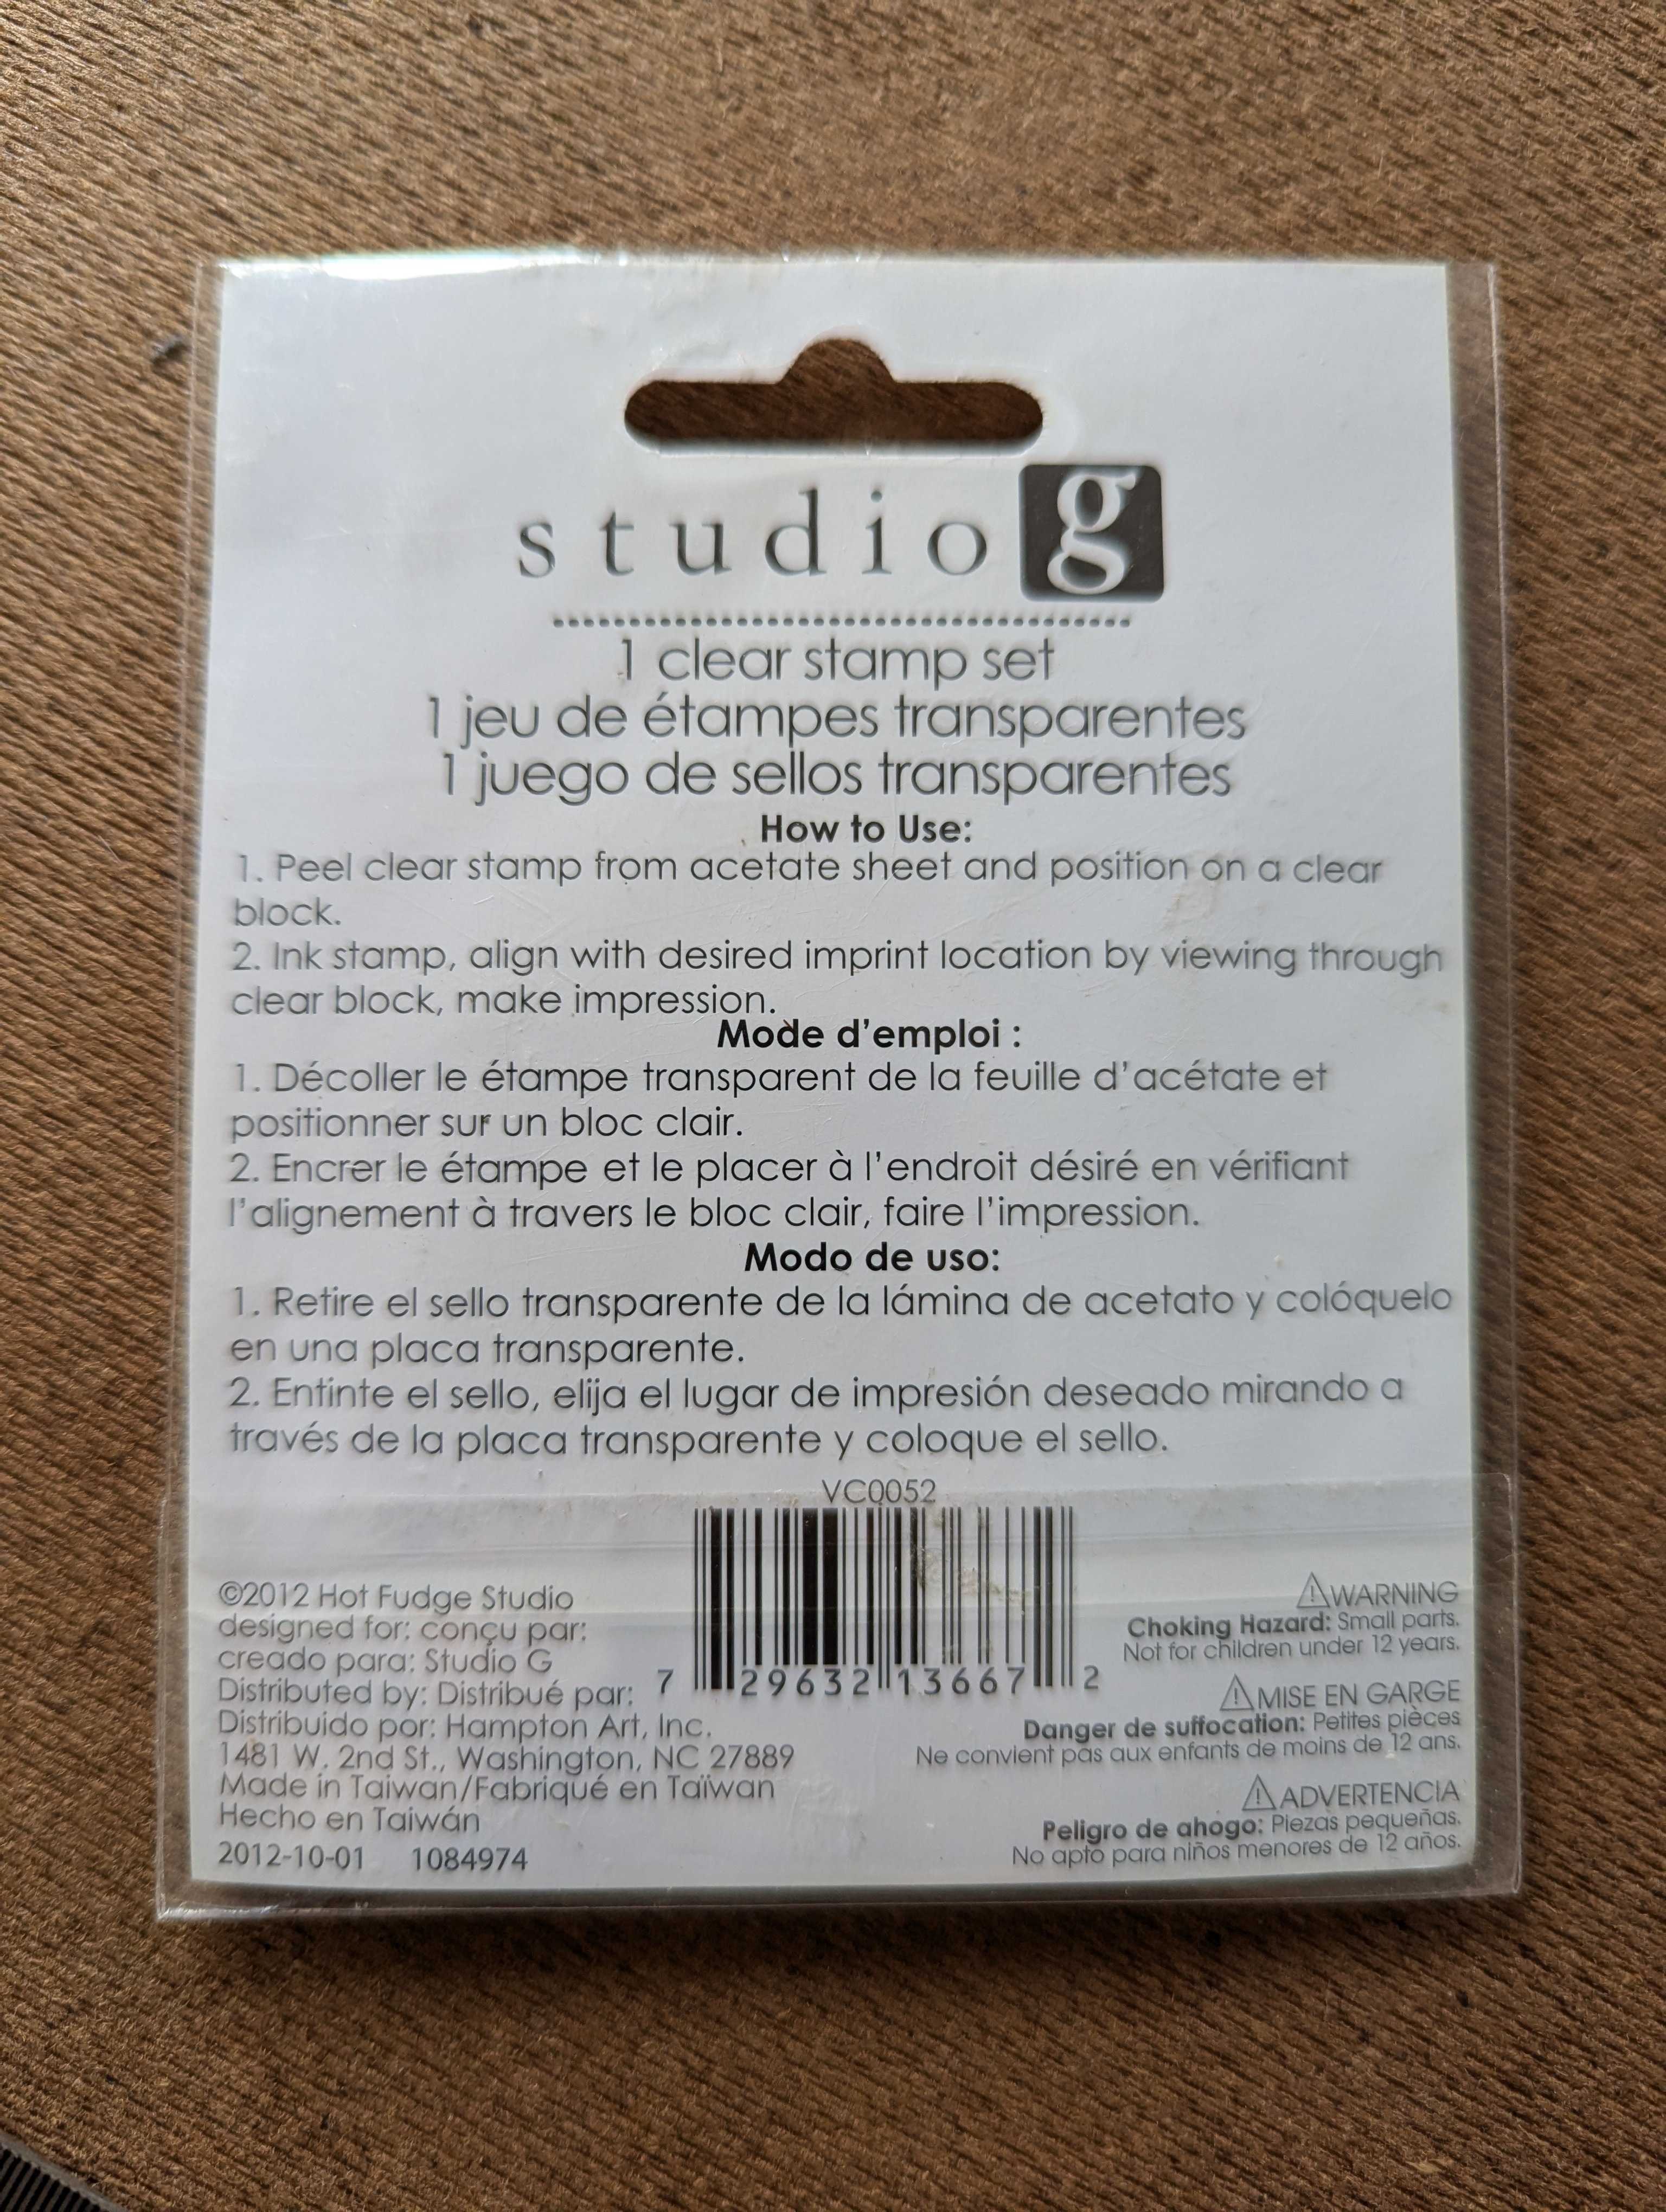 studio g
1 clear stamp set
1 jeu de étampes transparentes
1 juego de sellos transparentes
How to Use:
1. Peel clear stamp from acetate sheet and position on a clear
block.
2. Ink stamp, align with desired imprint location by viewing through
clear block, make impression.
Mode d'emploi :
1. Décoller le étampe transparent de la feuille d'acétate et
positionner sur un bloc clair.
2. Encrer le étampe et le placer à l'endroit désiré en vérifiant
l'alignement à travers le bloc clair, faire l'impression.
Modo de uso:
1. Retire el sello transparente de la lámina de acetato y colóquelo
en una placa transparente.
2. Entinte el sello, elija el lugar de impresión deseado mirando a
través de la placa transparente y coloque el sello.
VC0052
7 29632 13667 2
©2012 Hot Fudge Studio
designed for: conçu par:
creado para: Studio G
Distributed by: Distribué par:
Distribuido por: Hampton Art, Inc.
1481 W. 2nd St., Washington, NC 27889
Made in Taiwan/Fabriqué en Taïwan
Hecho en Taiwán
2012-10-01 1084974
⚠WARNING
Choking Hazard: Small parts.
Not for children under 12 years.
⚠MISE EN GARGE
Danger de suffocation: Petites pièces
Ne convient pas aux enfants de moins de 12 ans.
⚠ADVERTENCIA
Peligro de ahogo: Piezas pequeñas.
No apto para niños menores de 12 años.